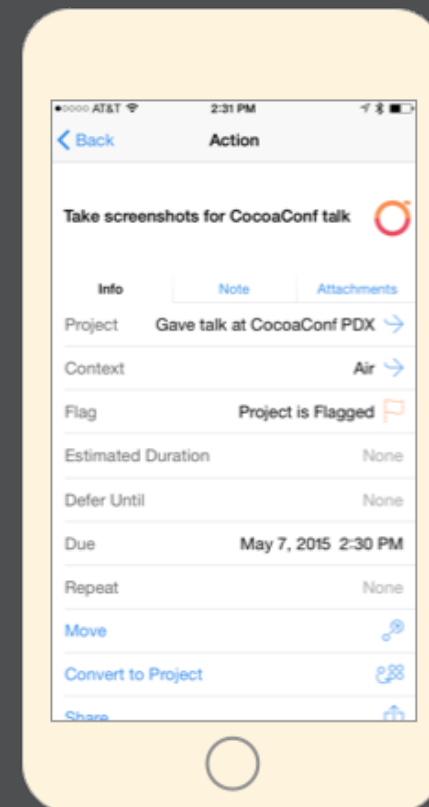 AT&T 2:31 PM
Back Action
Take screenshots for CocoaConf talk
Info Note Attachments
Project Gave talk at CocoaConf PDX
Context Air
Flag Project is Flagged
Estimated Duration None
Defer Until None
Due May 7, 2015 2:30 PM
Repeat None
Move
Convert to Project
Share